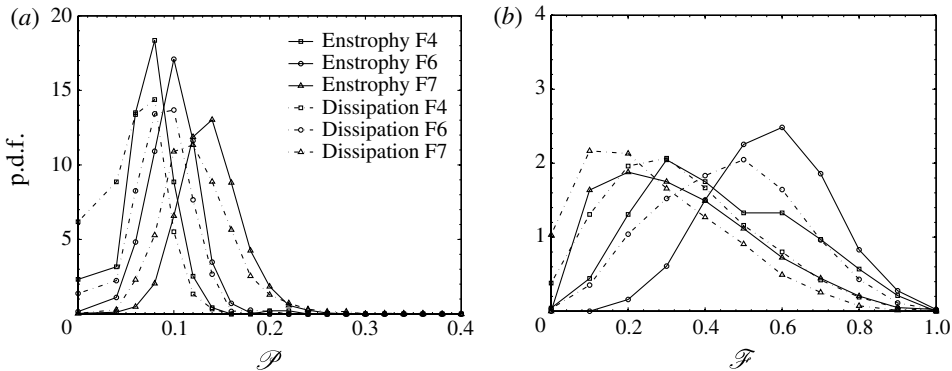 (a)
20
15
10
5
0
0.1
0.2
0.3
0.4
p.d.f.
𝒫
Enstrophy F4
Enstrophy F6
Enstrophy F7
Dissipation F4
Dissipation F6
Dissipation F7
(b)
4
3
2
1
0
0.2
0.4
0.6
0.8
1.0
ℱ